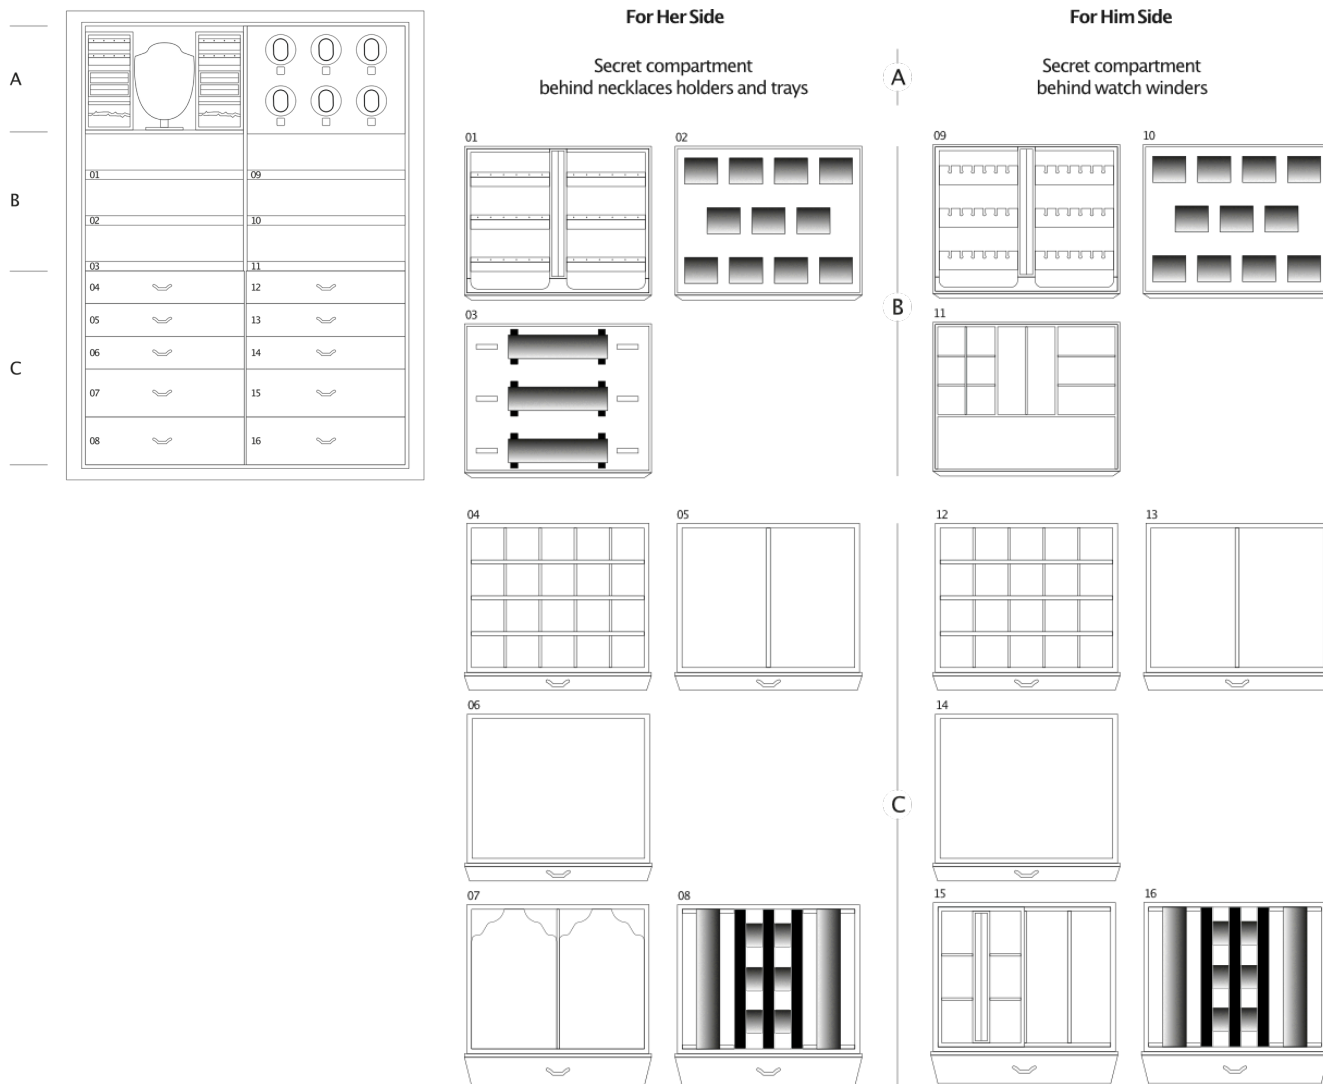 For Her Side
For Him Side
Secret compartment
behind necklaces holders and trays
A
Secret compartment
behind watch winders
A
B
C
01
09
02
10
03
11
04
12
05
13
06
14
07
15
08
16
01
02
09
10
B
03
11
04
05
12
13
06
14
C
07
08
15
16